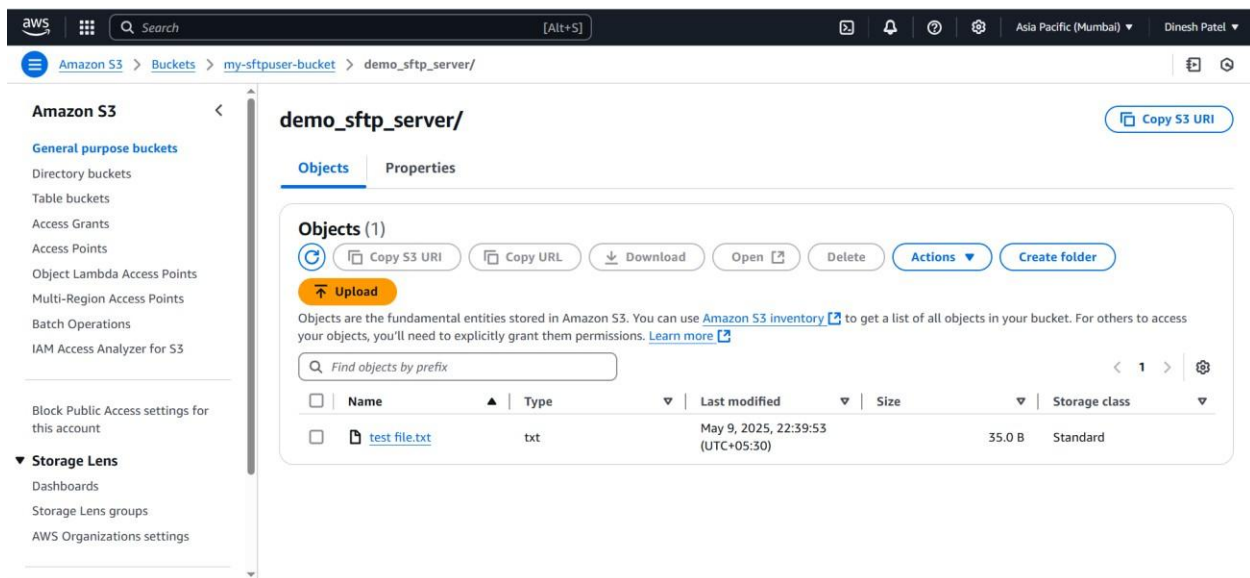 aws
Search [Alt+S]
Asia Pacific (Mumbai) ▼ Dinesh Patel ▼
Amazon S3 > Buckets > my-sftpuser-bucket > demo_sftp_server/
Amazon S3
General purpose buckets
Directory buckets
Table buckets
Access Grants
Access Points
Object Lambda Access Points
Multi-Region Access Points
Batch Operations
IAM Access Analyzer for S3
Block Public Access settings for
this account
▼ Storage Lens
Dashboards
Storage Lens groups
AWS Organizations settings
demo_sftp_server/
Copy S3 URI
Objects Properties
Objects (1)
Copy S3 URI Copy URL Download Open Delete Actions ▼ Create folder
Upload
Objects are the fundamental entities stored in Amazon S3. You can use Amazon S3 inventory to get a list of all objects in your bucket. For others to access
your objects, you'll need to explicitly grant them permissions. Learn more
Find objects by prefix
< 1 >
Name Type Last modified Size Storage class
test file.txt txt May 9, 2025, 22:39:53 35.0 B Standard
(UTC+05:30)